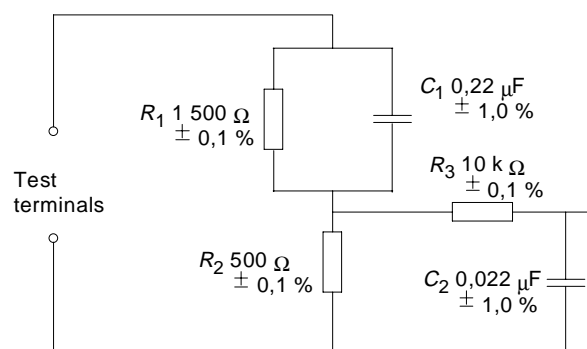 C1 0,22 μF
± 1,0 %
R1 1 500 Ω
± 0,1 %
R3 10 k Ω
± 0,1 %
Test
terminals
R2 500 Ω
± 0,1 %
C2 0,022 μF
± 1,0 %